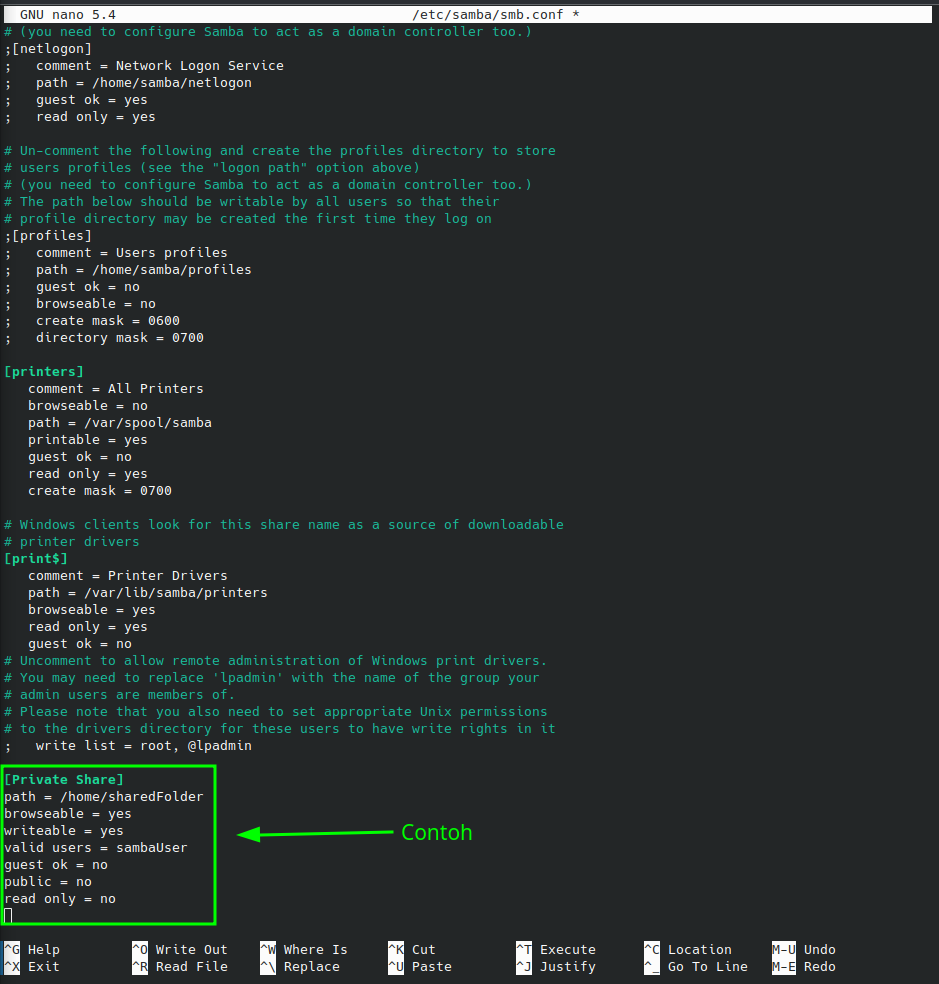 GNU nano 5.4 /etc/samba/smb.conf *
# (you need to configure Samba to act as a domain controller too.)
;[netlogon]
;   comment = Network Logon Service
;   path = /home/samba/netlogon
;   guest ok = yes
;   read only = yes

# Un-comment the following and create the profiles directory to store
# users profiles (see the "logon path" option above)
# (you need to configure Samba to act as a domain controller too.)
# The path below should be writable by all users so that their
# profile directory may be created the first time they log on
;[profiles]
;   comment = Users profiles
;   path = /home/samba/profiles
;   guest ok = no
;   browseable = no
;   create mask = 0600
;   directory mask = 0700

[printers]
   comment = All Printers
   browseable = no
   path = /var/spool/samba
   printable = yes
   guest ok = no
   read only = yes
   create mask = 0700

# Windows clients look for this share name as a source of downloadable
# printer drivers
[print$]
   comment = Printer Drivers
   path = /var/lib/samba/printers
   browseable = yes
   read only = yes
   guest ok = no
# Uncomment to allow remote administration of Windows print drivers.
# You may need to replace 'lpadmin' with the name of the group your
# admin users are members of.
# Please note that you also need to set appropriate Unix permissions
# to the drivers directory for these users to have write rights in it
;   write list = root, @lpadmin

[Private Share]
path = /home/sharedFolder
browseable = yes
writeable = yes
Contoh
valid users = sambaUser
guest ok = no
public = no
read only = no

^G Help ^O Write Out ^W Where Is ^K Cut ^T Execute ^C Location M-U Undo
^X Exit ^R Read File ^\ Replace ^U Paste ^J Justify ^_ Go To Line M-E Redo